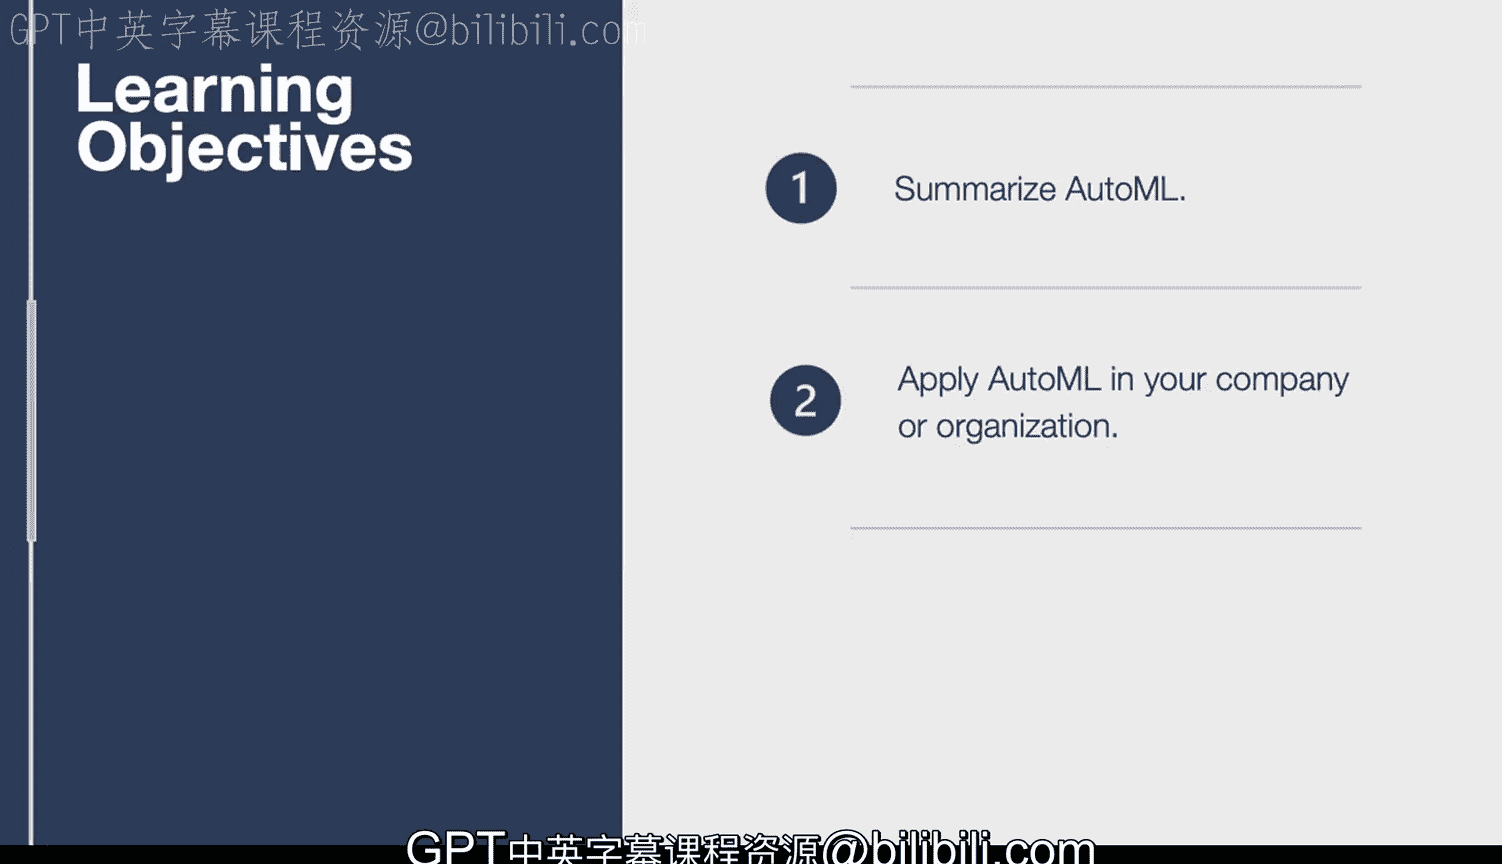 GPT中英字幕课程资源@bilibili.com
Learning
Objectives
1
Summarize AutoML.
2
Apply AutoML in your company
or organization.
GPT中英字幕课程资源@bilibili.com